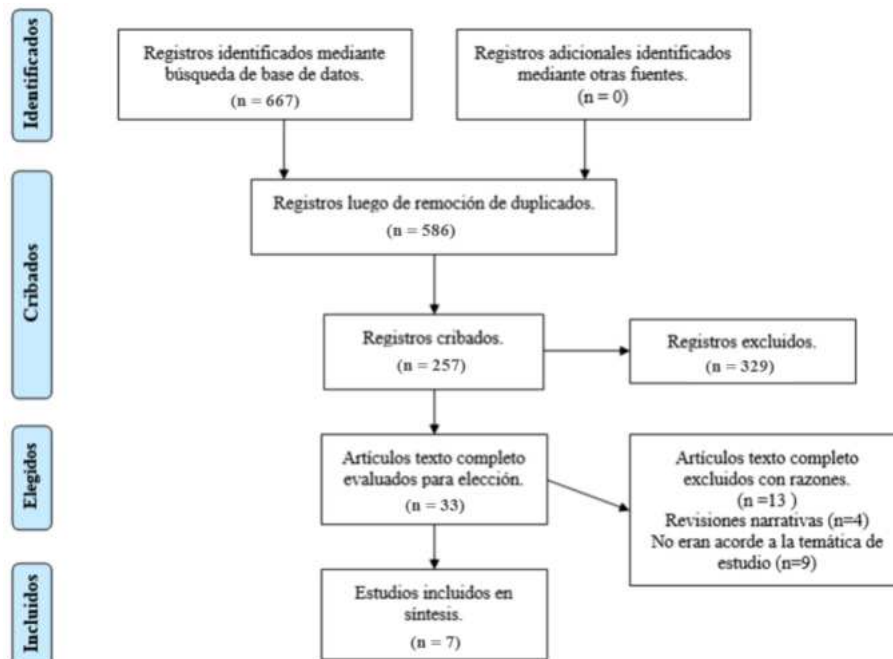 Identificados
Registros identificados mediante
búsqueda de base de datos.
(n = 667)
Registros adicionales identificados
mediante otras fuentes.
(n = 0)
Cribados
Registros luego de remoción de duplicados.
(n = 586)
Registros cribados.
(n = 257)
Registros excluidos.
(n = 329)
Elegidos
Artículos texto completo
evaluados para elección.
(n = 33)
Artículos texto completo
excluidos con razones.
(n =13 )
Revisiones narrativas (n=4)
No eran acorde a la temática de
estudio (n=9)
Incluidos
Estudios incluidos en
síntesis.
(n = 7)